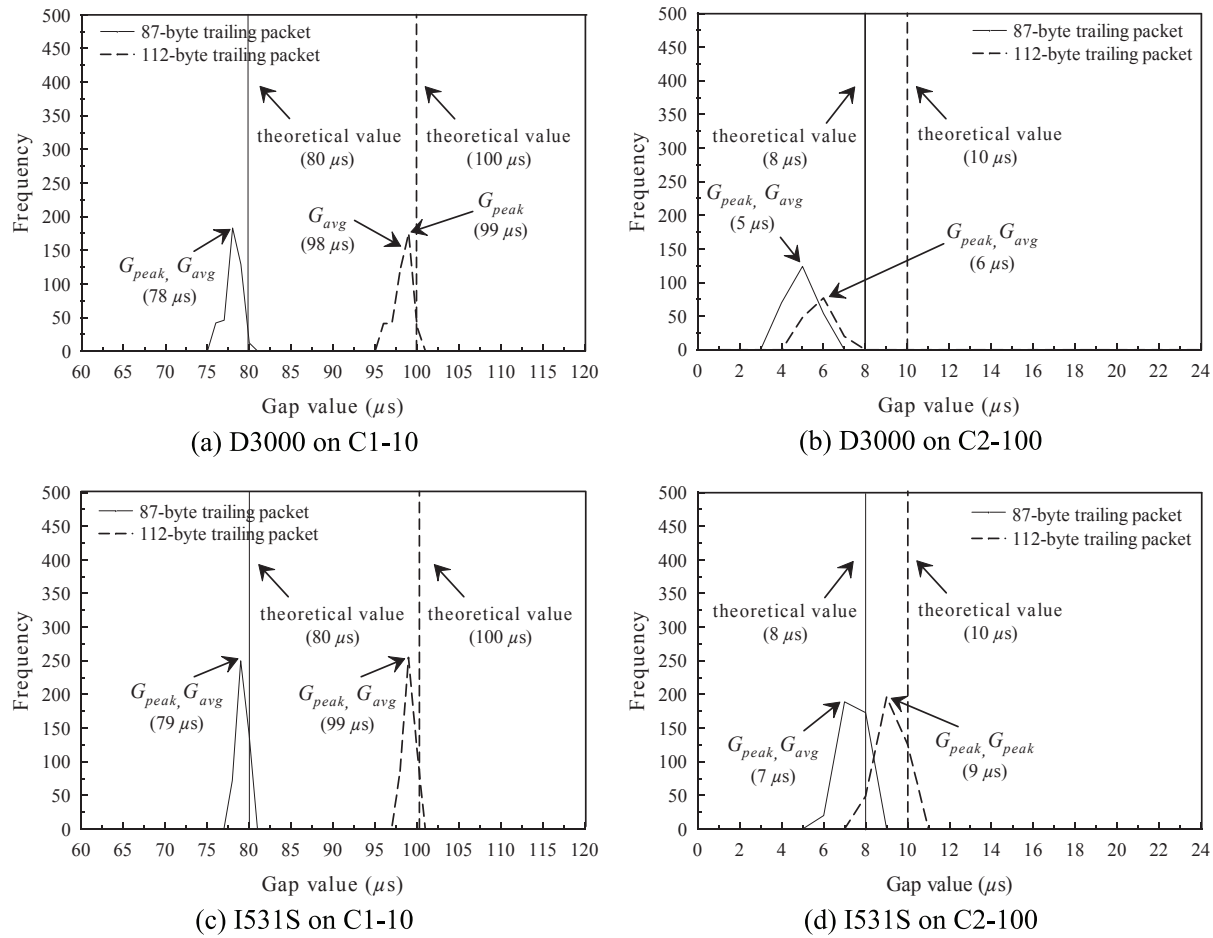 500
450
400
350
300
250
200
150
100
50
0
Frequency
87-byte trailing packet
112-byte trailing packet
theoretical value
(80 µs)
theoretical value
(100 µs)
G_peak, G_avg
(78 µs)
G_avg
(98 µs)
G_peak
(99 µs)
60 65 70 75 80 85 90 95 100 105 110 115 120
Gap value (µs)
(a) D3000 on C1-10
500
450
400
350
300
250
200
150
100
50
0
Frequency
87-byte trailing packet
112-byte trailing packet
theoretical value
(8 µs)
theoretical value
(10 µs)
G_peak, G_avg
(5 µs)
G_peak, G_avg
(6 µs)
0 2 4 6 8 10 12 14 16 18 20 22 24
Gap value (µs)
(b) D3000 on C2-100
500
450
400
350
300
250
200
150
100
50
0
Frequency
87-byte trailing packet
112-byte trailing packet
theoretical value
(80 µs)
theoretical value
(100 µs)
G_peak, G_avg
(79 µs)
G_peak, G_avg
(99 µs)
60 65 70 75 80 85 90 95 100 105 110 115 120
Gap value (µs)
(c) I531S on C1-10
500
450
400
350
300
250
200
150
100
50
0
Frequency
87-byte trailing packet
112-byte trailing packet
theoretical value
(8 µs)
theoretical value
(10 µs)
G_peak, G_avg
(7 µs)
G_peak, G_peak
(9 µs)
0 2 4 6 8 10 12 14 16 18 20 22 24
Gap value (µs)
(d) I531S on C2-100